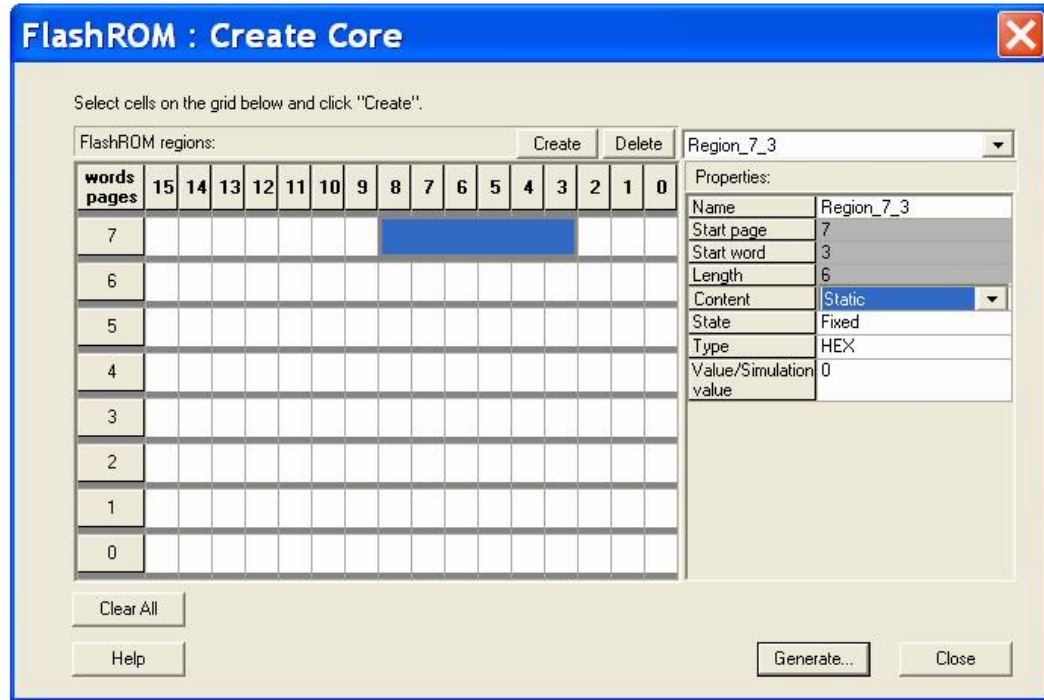 FlashROM : Create Core
Select cells on the grid below and click "Create".
FlashROM regions: Create Delete Region_7_3
words pages 15 14 13 12 11 10 9 8 7 6 5 4 3 2 1 0
7
6
5
4
3
2
1
0
Properties:
Name Region_7_3
Start page 7
Start word 3
Length 6
Content Static
State Fixed
Type HEX
Value/Simulation 0
value
Clear All
Help Generate... Close